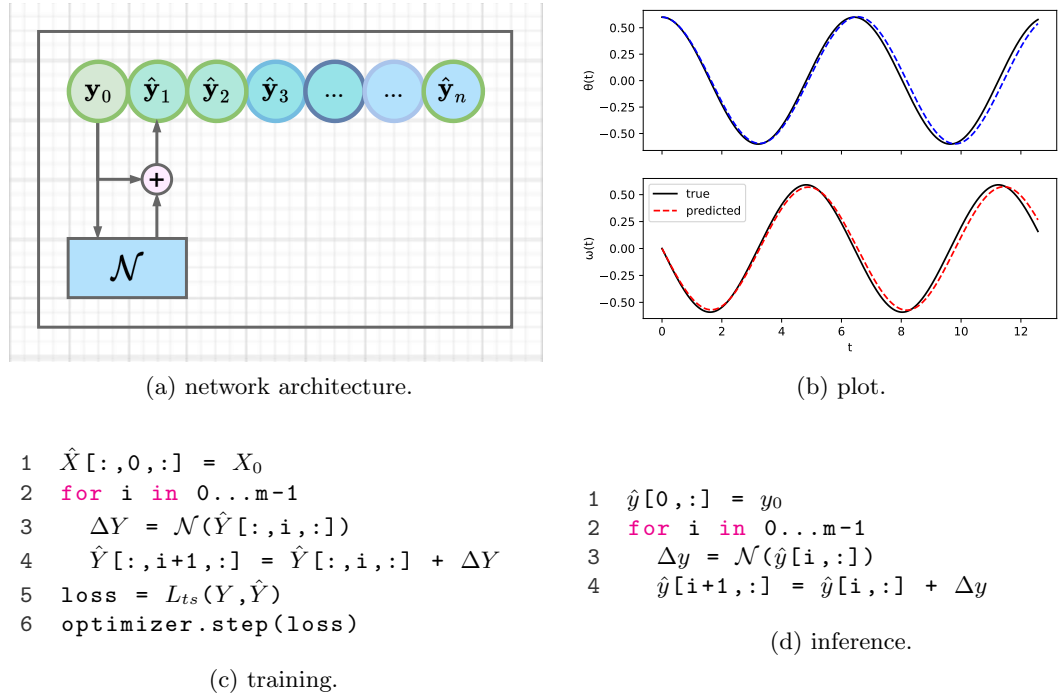 y₀ ŷ₁ ŷ₂ ŷ₃ ... ... ŷₙ
+
𝒩
(a) network architecture.
0.50
0.25
0.00
−0.25
−0.50
θ(t)
0.50
0.25
0.00
−0.25
−0.50
ω(t)
true
predicted
0 2 4 6 8 10 12
t
(b) plot.
1 X̂[:,0,:] = X₀
2 for i in 0...m-1
3 ΔY = 𝒩(Ŷ[:,i,:])
4 Ŷ[:,i+1,:] = Ŷ[:,i,:] + ΔY
5 loss = Lₜₛ(Y,Ŷ)
6 optimizer.step(loss)
(c) training.
1 ŷ[0,:] = y₀
2 for i in 0...m-1
3 Δy = 𝒩(ŷ[i,:])
4 ŷ[i+1,:] = ŷ[i,:] + Δy
(d) inference.